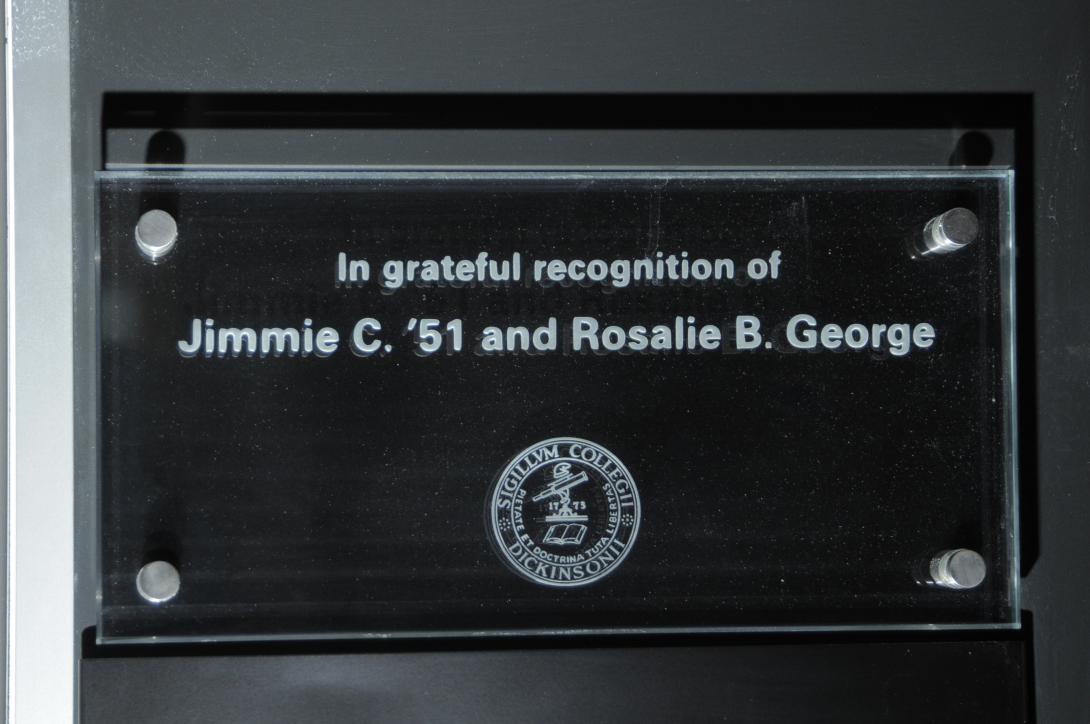 In grateful recognition of
Jimmie C. '51 and Rosalie B. George
SIGILLVM COLLEGII
PIETATE ET DOCTRINA TUTA LIBERTAS
1773
DICKINSONII